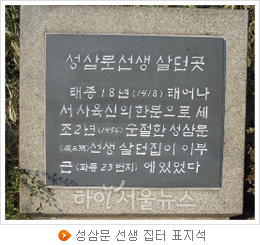 성삼문선생 살던곳
태종 18년 (1418) 태어나
서 사육신의 한분으로 세
조2년 (1456) 순절한 성삼문
(成三問) 선생 살던집이 이부
근 (화동 23번지) 에 있었다
하이서울뉴스
성삼문 선생 집터 표지석